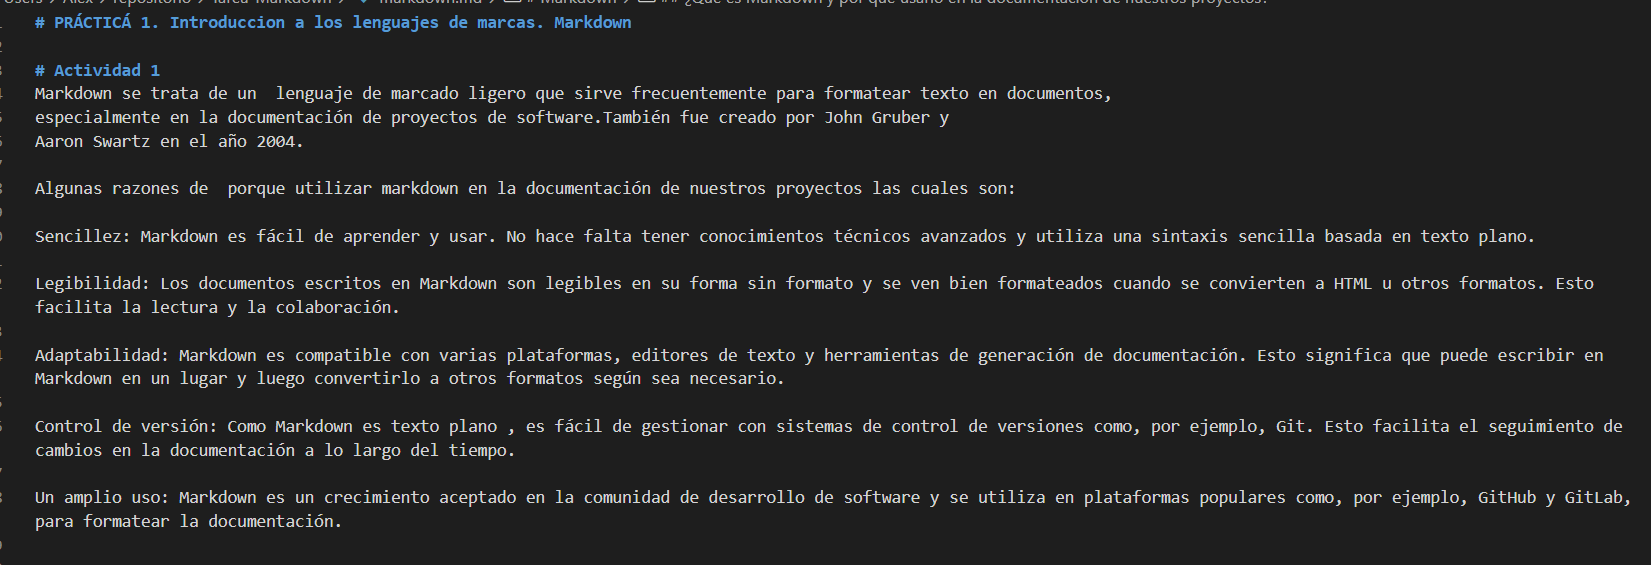 Users > Alex > repositorio > Tarea-Markdown > markdown.md > # Markdown > ## ¿Qué es Markdown y por qué usarlo en la documentación de nuestros proyectos?
# PRÁCTICÁ 1. Introduccion a los lenguajes de marcas. Markdown
# Actividad 1
Markdown se trata de un  lenguaje de marcado ligero que sirve frecuentemente para formatear texto en documentos,
especialmente en la documentación de proyectos de software.También fue creado por John Gruber y
Aaron Swartz en el año 2004.
Algunas razones de  porque utilizar markdown en la documentación de nuestros proyectos las cuales son:
Sencillez: Markdown es fácil de aprender y usar. No hace falta tener conocimientos técnicos avanzados y utiliza una sintaxis sencilla basada en texto plano.
Legibilidad: Los documentos escritos en Markdown son legibles en su forma sin formato y se ven bien formateados cuando se convierten a HTML u otros formatos. Esto
facilita la lectura y la colaboración.
Adaptabilidad: Markdown es compatible con varias plataformas, editores de texto y herramientas de generación de documentación. Esto significa que puede escribir en
Markdown en un lugar y luego convertirlo a otros formatos según sea necesario.
Control de versión: Como Markdown es texto plano , es fácil de gestionar con sistemas de control de versiones como, por ejemplo, Git. Esto facilita el seguimiento de
cambios en la documentación a lo largo del tiempo.
Un amplio uso: Markdown es un crecimiento aceptado en la comunidad de desarrollo de software y se utiliza en plataformas populares como, por ejemplo, GitHub y GitLab,
para formatear la documentación.